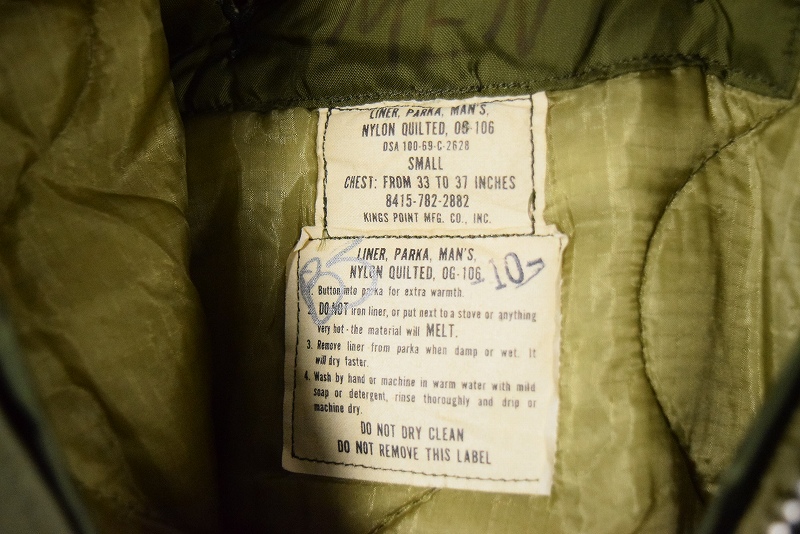 MEN
LINER, PARKA, MAN'S,
NYLON QUILTED, OG-106
DSA 100-69-C-2628
SMALL
CHEST: FROM 33 TO 37 INCHES
8415-782-2882
KINGS POINT MFG. CO., INC.
LINER, PARKA, MAN'S,
NYLON QUILTED, OG-106
-10-
1. Button into parka for extra warmth.
2. DO NOT iron liner, or put next to a stove or anything
very hot - the material will MELT.
3. Remove liner from parka when damp or wet. It
will dry faster.
4. Wash by hand or machine in warm water with mild
soap or detergent, rinse thoroughly and drip or
machine dry.
DO NOT DRY CLEAN
DO NOT REMOVE THIS LABEL